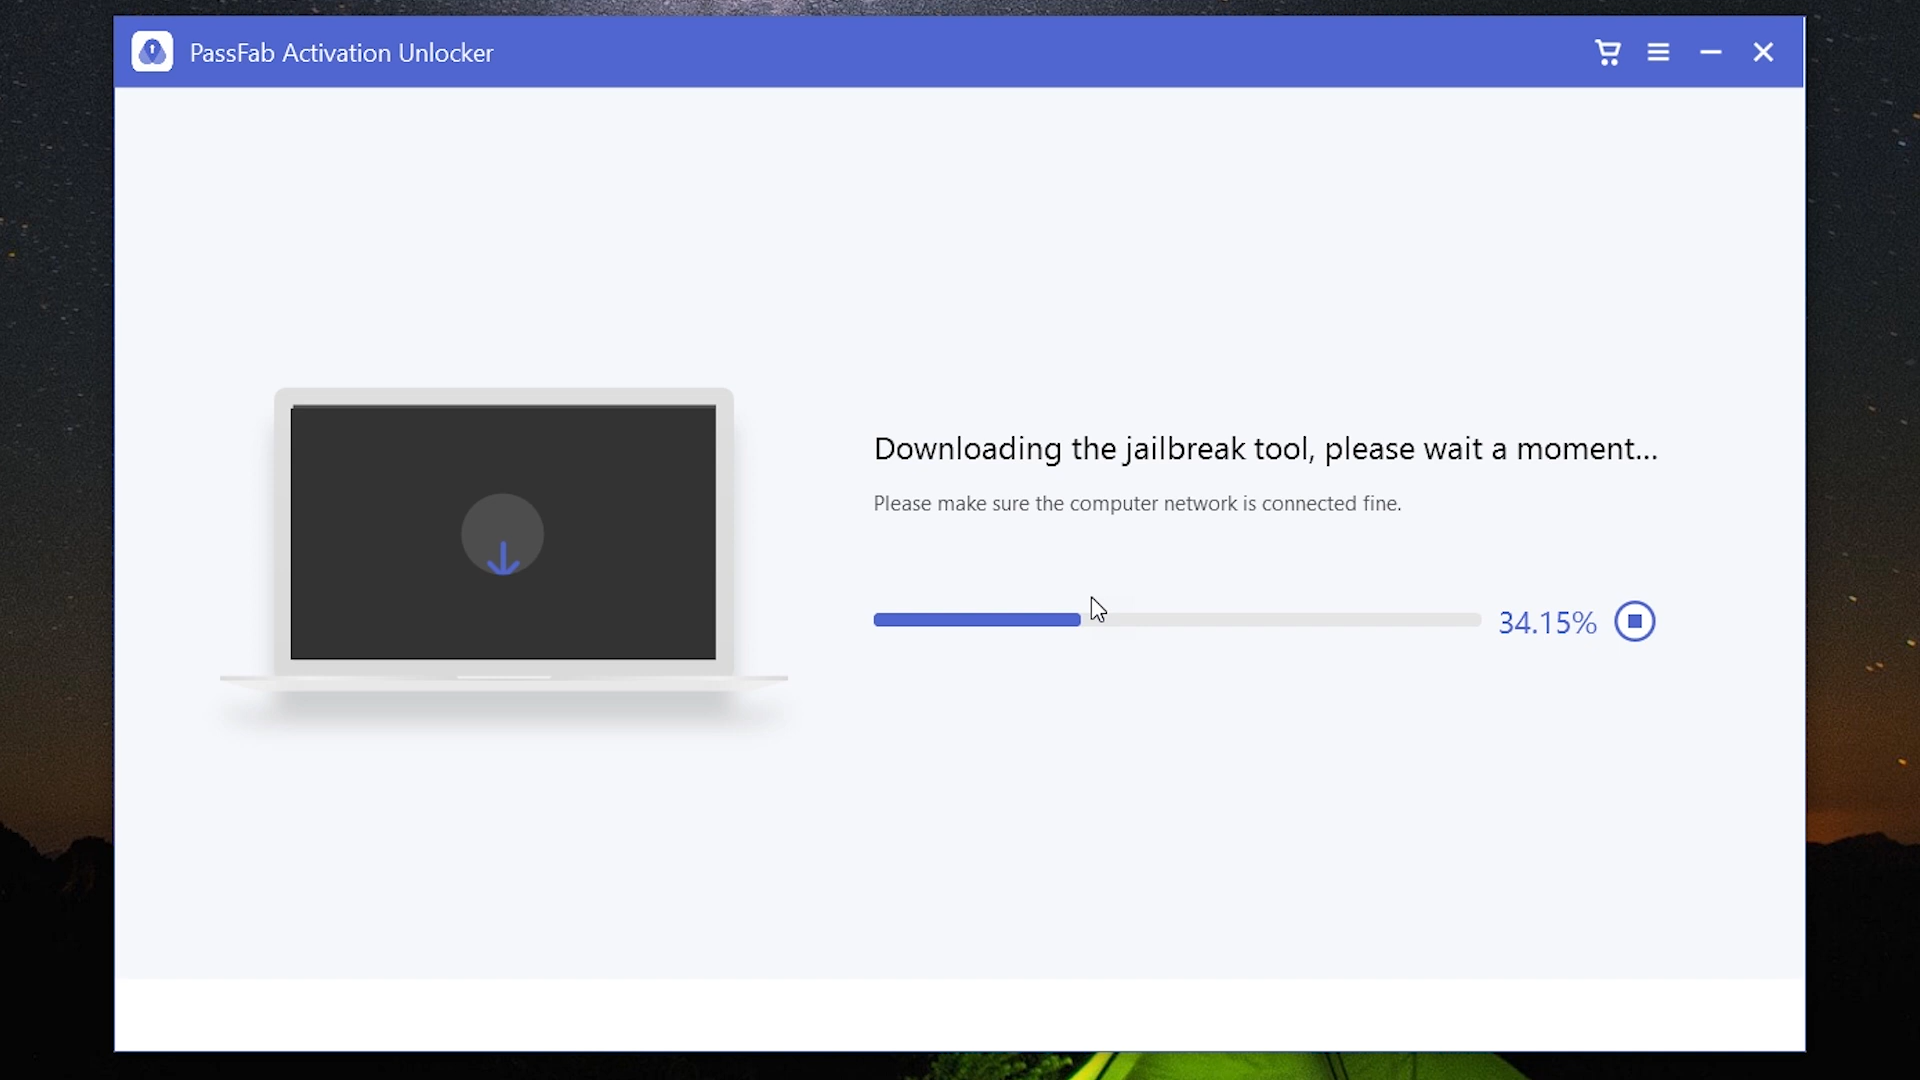 PassFab Activation Unlocker
Downloading the jailbreak tool, please wait a moment...
Please make sure the computer network is connected fine.
34.15%